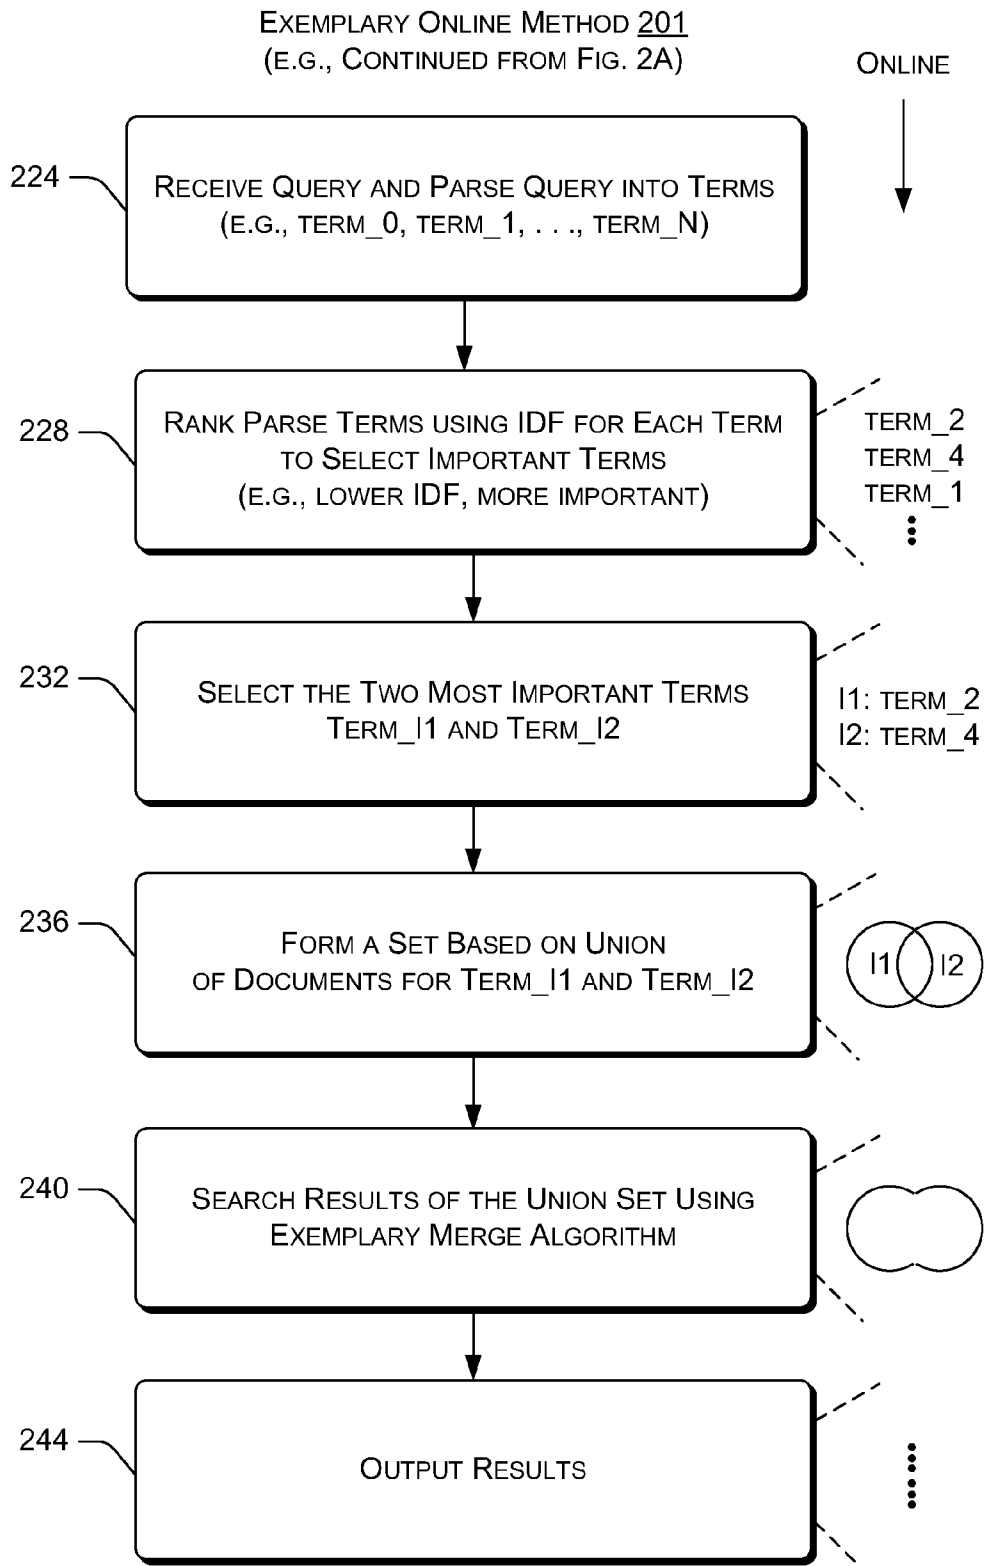 EXEMPLARY ONLINE METHOD 201
(E.G., CONTINUED FROM FIG. 2A)
ONLINE
224
RECEIVE QUERY AND PARSE QUERY INTO TERMS
(E.G., TERM_0, TERM_1, . . ., TERM_N)
228
RANK PARSE TERMS USING IDF FOR EACH TERM
TO SELECT IMPORTANT TERMS
(E.G., LOWER IDF, MORE IMPORTANT)
TERM_2
TERM_4
TERM_1
232
SELECT THE TWO MOST IMPORTANT TERMS
TERM_I1 AND TERM_I2
I1: TERM_2
I2: TERM_4
236
FORM A SET BASED ON UNION
OF DOCUMENTS FOR TERM_I1 AND TERM_I2
I1 I2
240
SEARCH RESULTS OF THE UNION SET USING
EXEMPLARY MERGE ALGORITHM
244
OUTPUT RESULTS